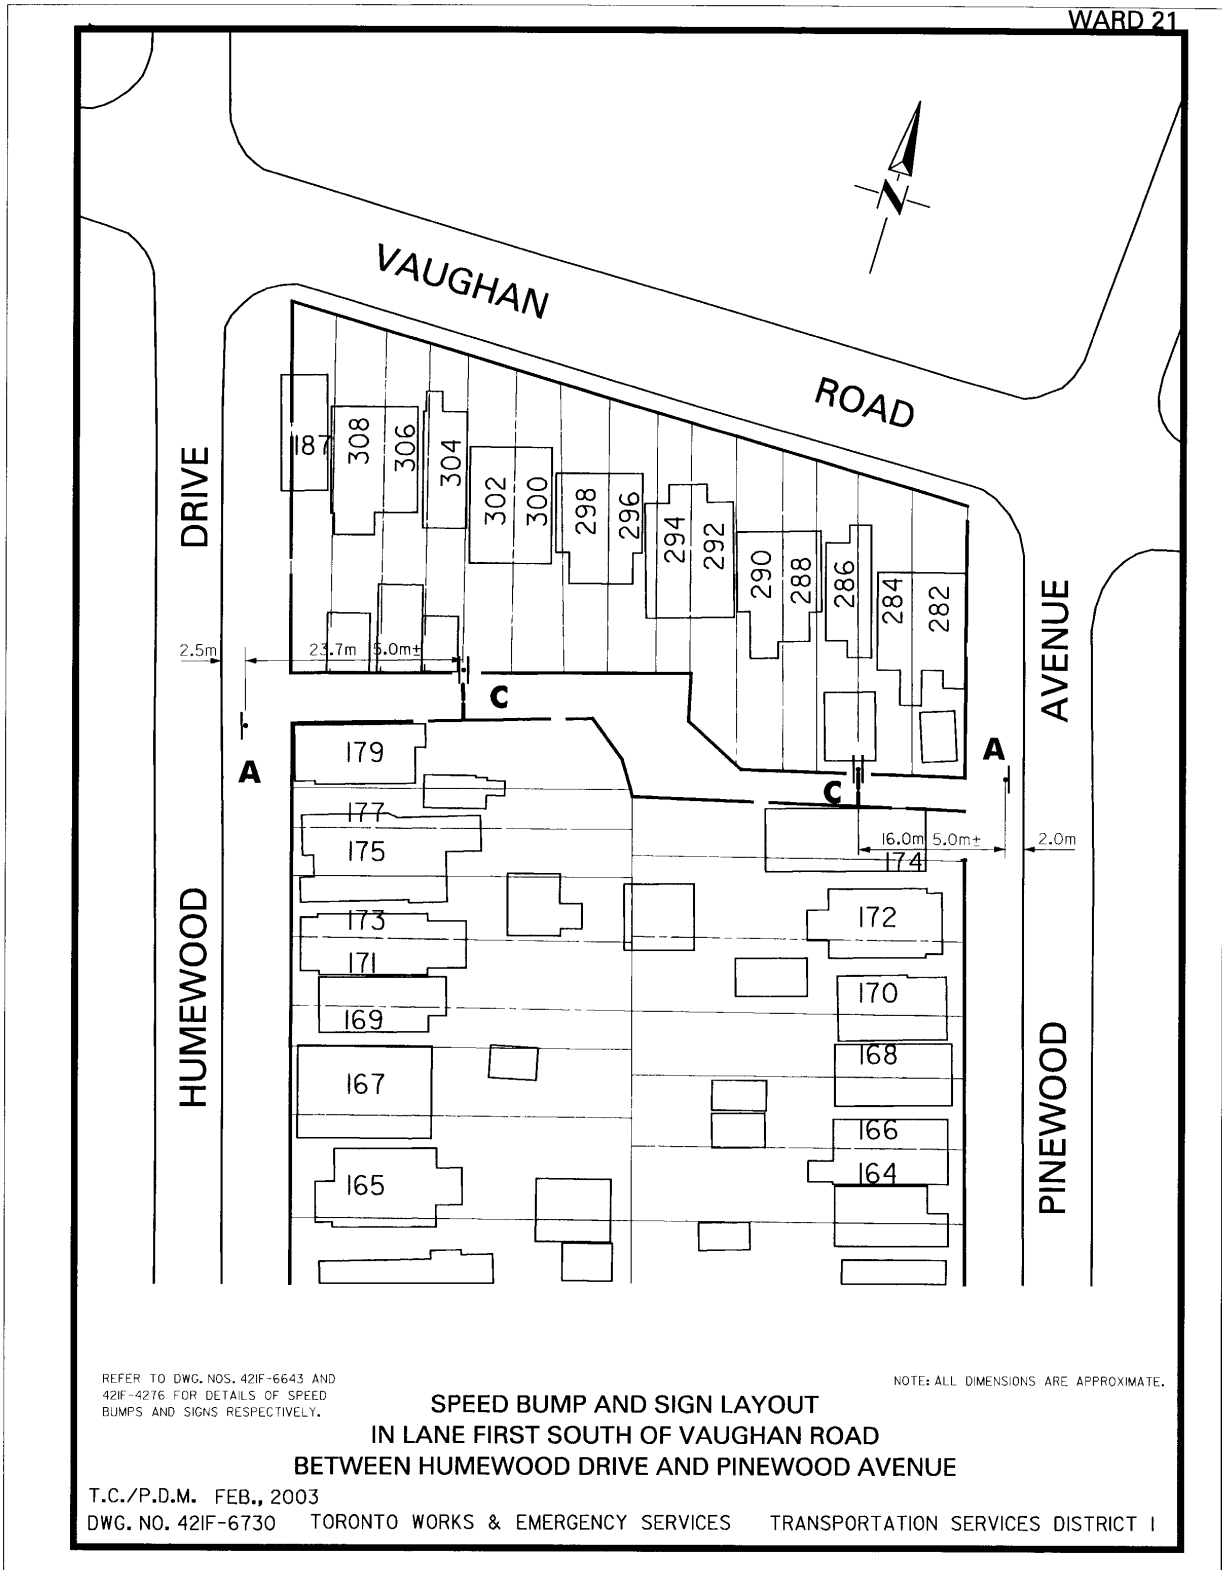 WARD 21
VAUGHAN
ROAD
N
DRIVE
HUMEWOOD
AVENUE
PINEWOOD
187
308
306
304
302
300
298
296
294
292
290
288
286
284
282
2.5m
23.7m
5.0m±
C
A
179
177
175
173
171
169
167
165
A
C
16.0m
5.0m±
2.0m
174
172
170
168
166
164
REFER TO DWG. NOS. 421F-6643 AND
421F-4276 FOR DETAILS OF SPEED
BUMPS AND SIGNS RESPECTIVELY.
NOTE: ALL DIMENSIONS ARE APPROXIMATE.
SPEED BUMP AND SIGN LAYOUT
IN LANE FIRST SOUTH OF VAUGHAN ROAD
BETWEEN HUMEWOOD DRIVE AND PINEWOOD AVENUE
T.C./P.D.M. FEB., 2003
DWG. NO. 421F-6730 TORONTO WORKS & EMERGENCY SERVICES TRANSPORTATION SERVICES DISTRICT 1